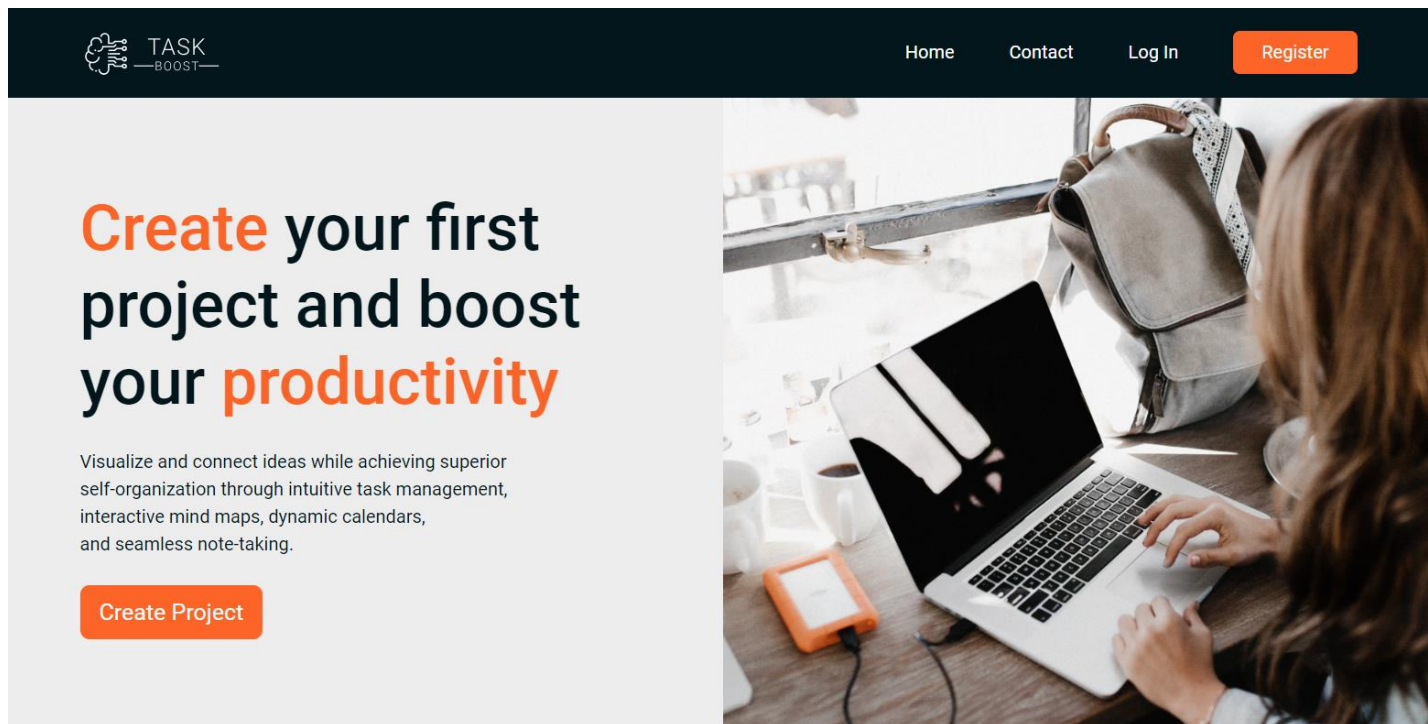 TASK
BOOST
Home
Contact
Log In
Register
Create your first
project and boost
your productivity
Visualize and connect ideas while achieving superior
self-organization through intuitive task management,
interactive mind maps, dynamic calendars,
and seamless note-taking.
Create Project